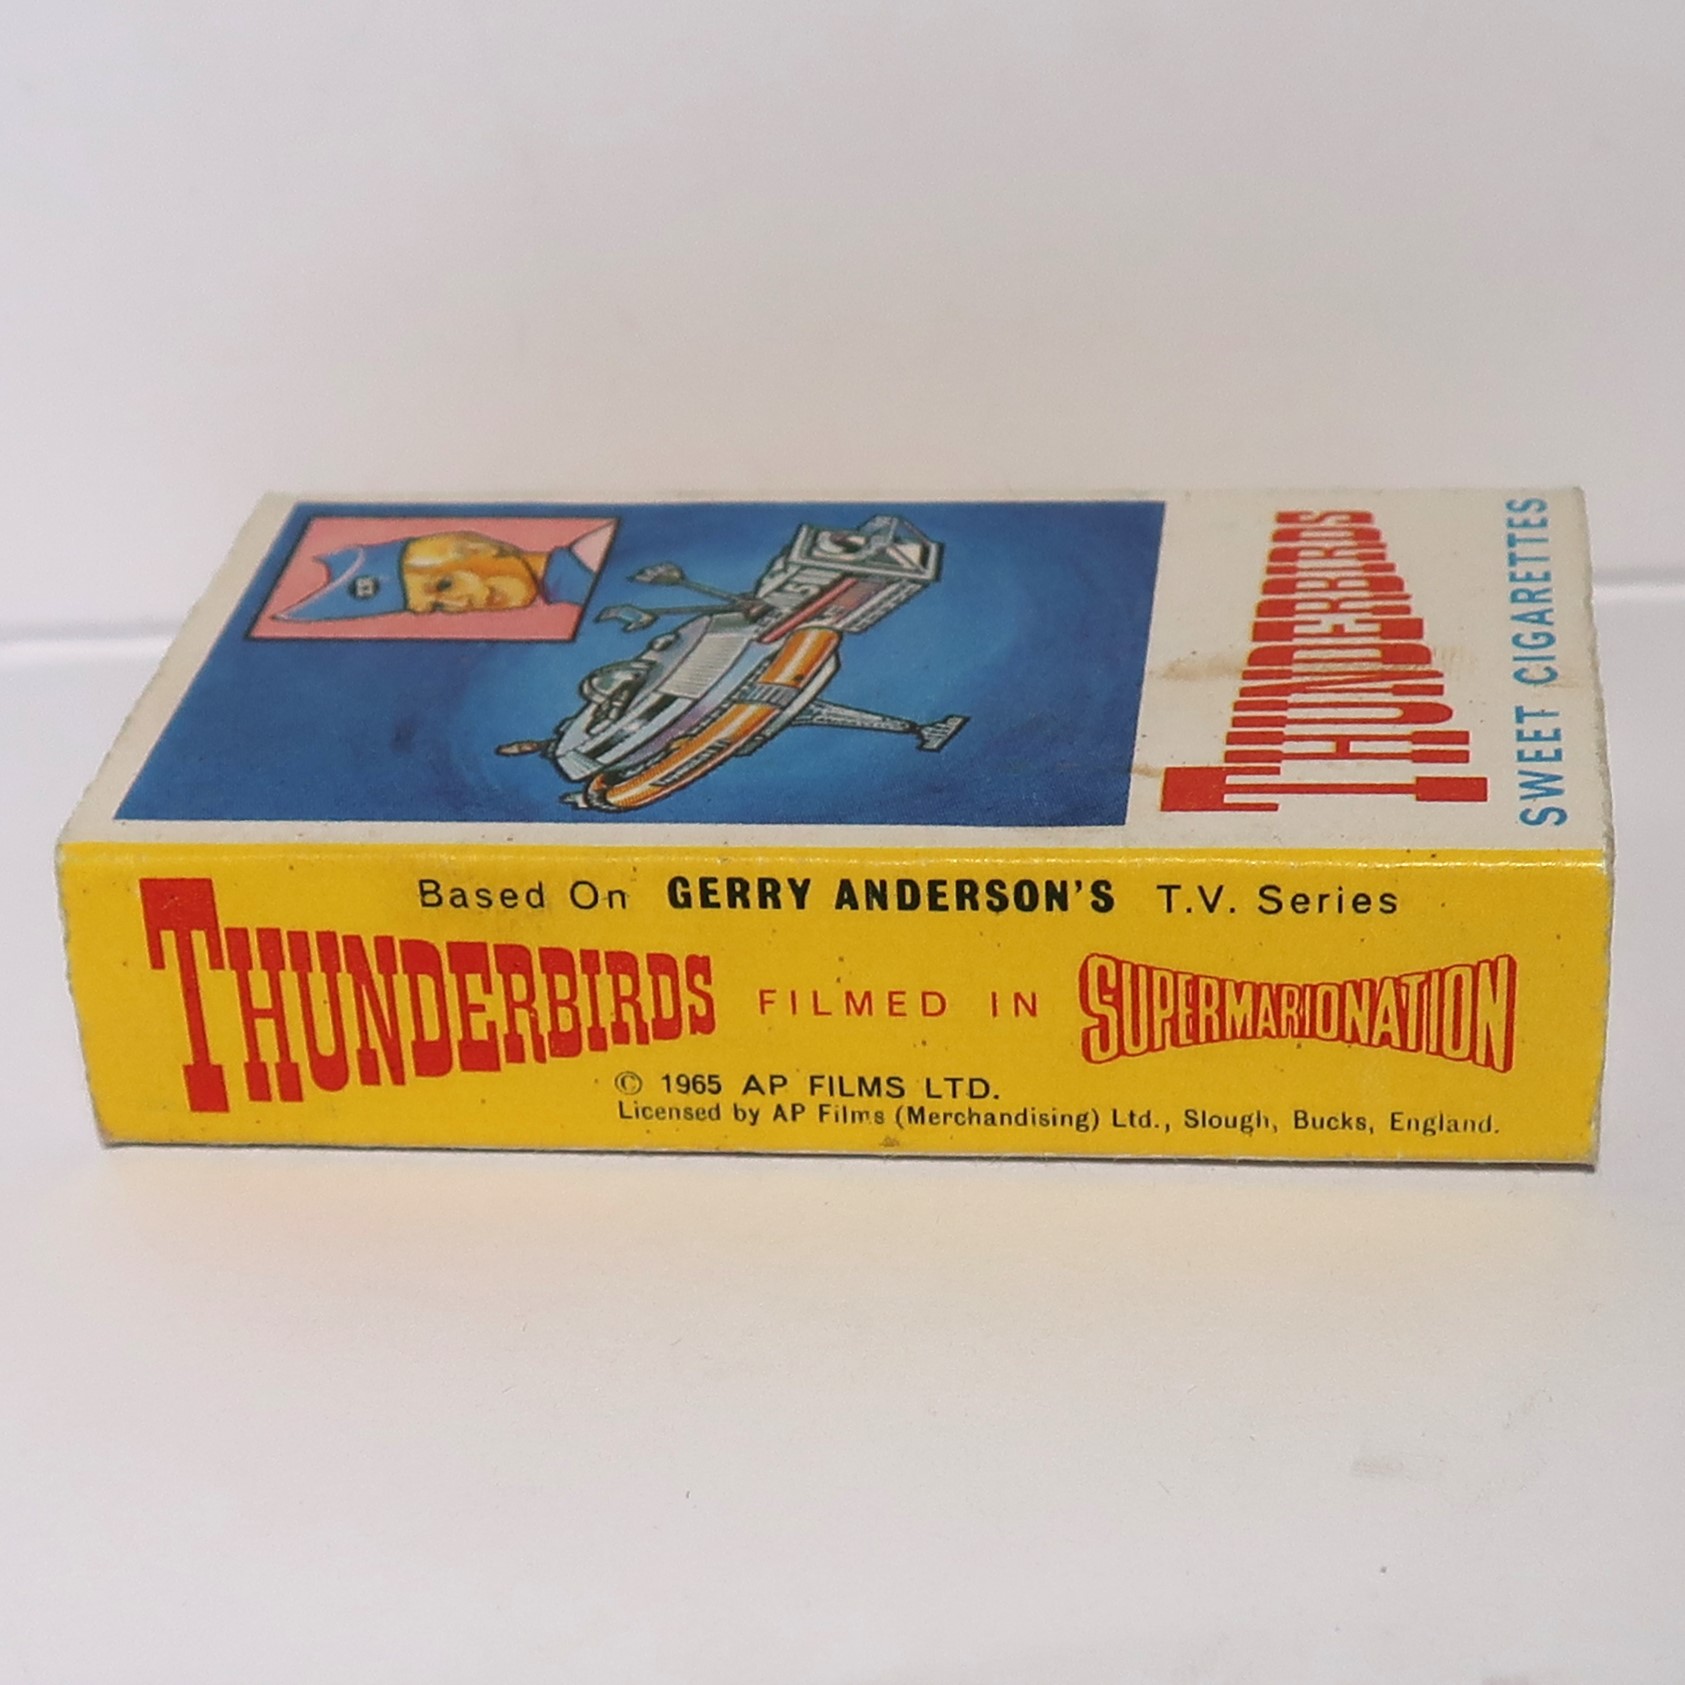 THUNDERBIRDS
SWEET CIGARETTES
Based On GERRY ANDERSON'S T.V. Series
THUNDERBIRDS FILMED IN SUPERMARIONATION
© 1965 AP FILMS LTD.
Licensed by AP Films (Merchandising) Ltd., Slough, Bucks, England.